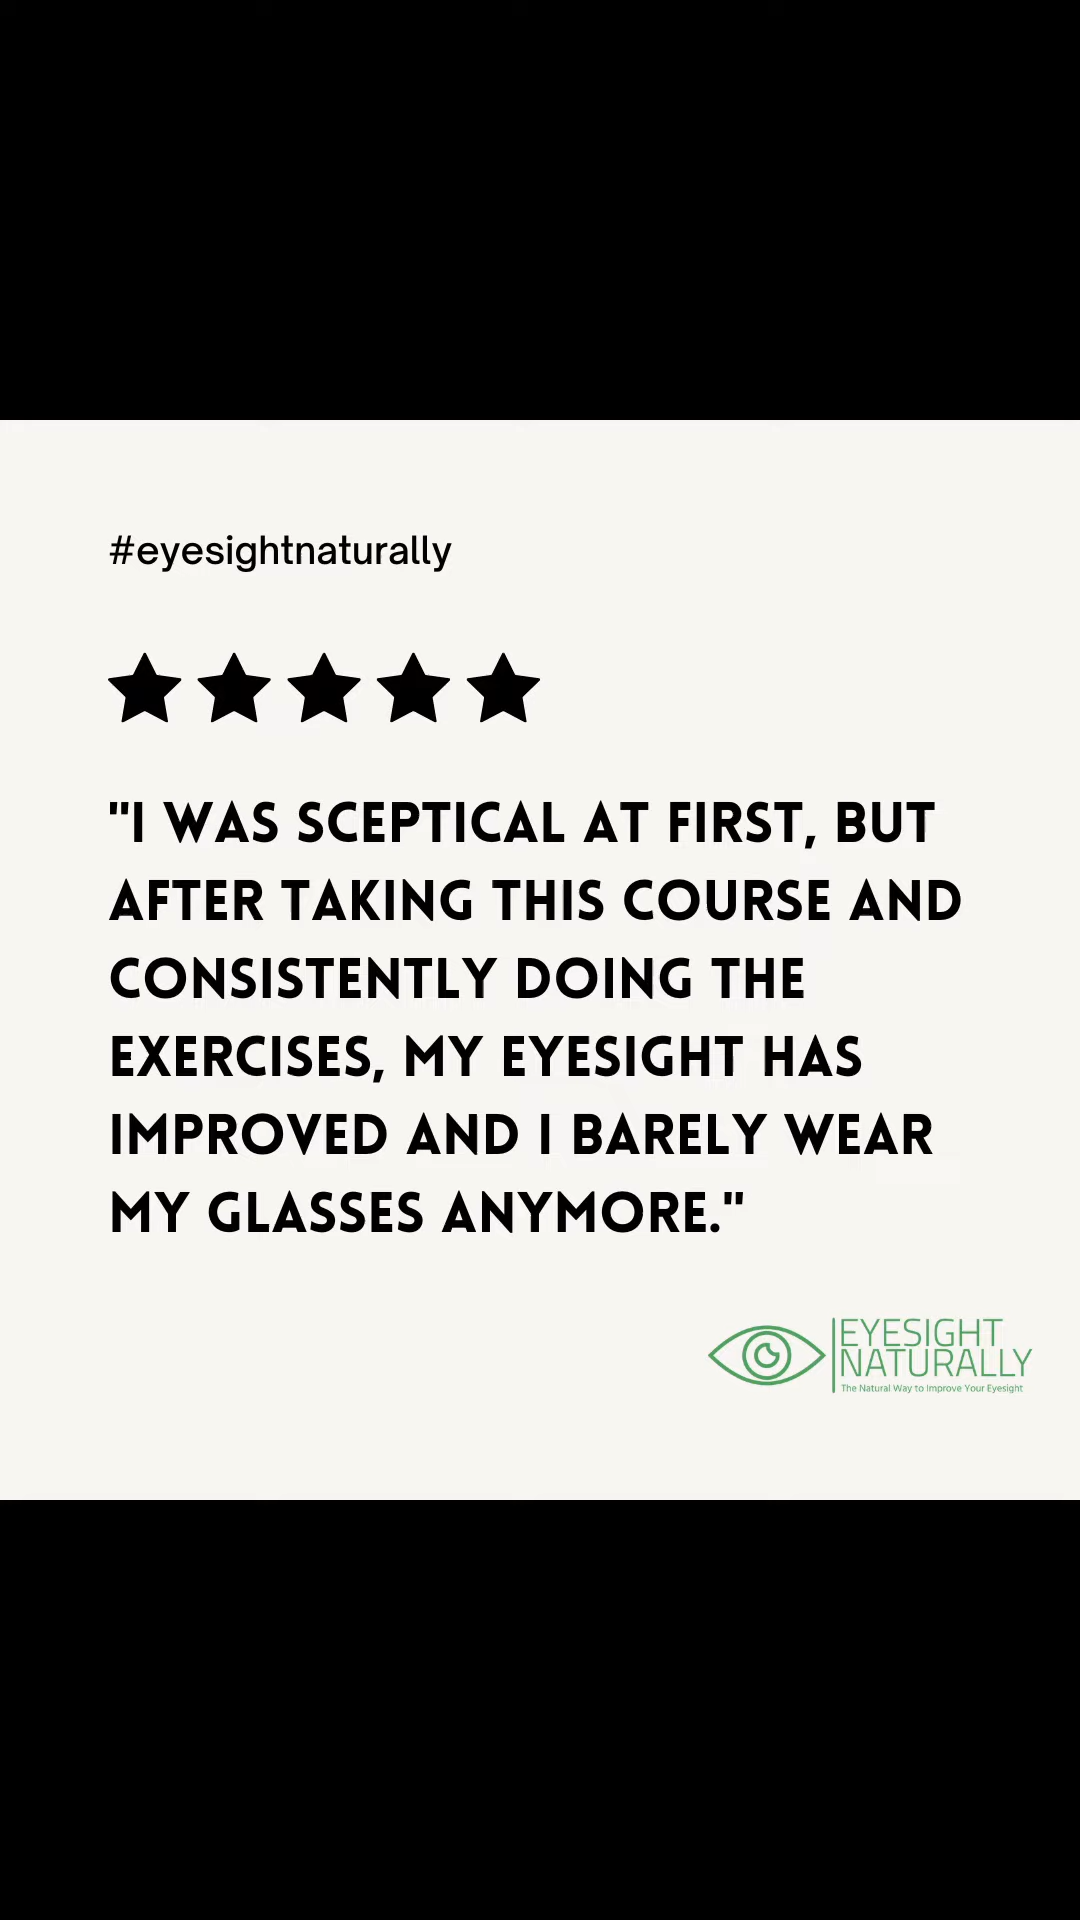 #eyesightnaturally
"I WAS SCEPTICAL AT FIRST, BUT
AFTER TAKING THIS COURSE AND
CONSISTENTLY DOING THE
EXERCISES, MY EYESIGHT HAS
IMPROVED AND I BARELY WEAR
MY GLASSES ANYMORE."
EYESIGHT
NATURALLY
The Natural Way to Improve Your Eyesight